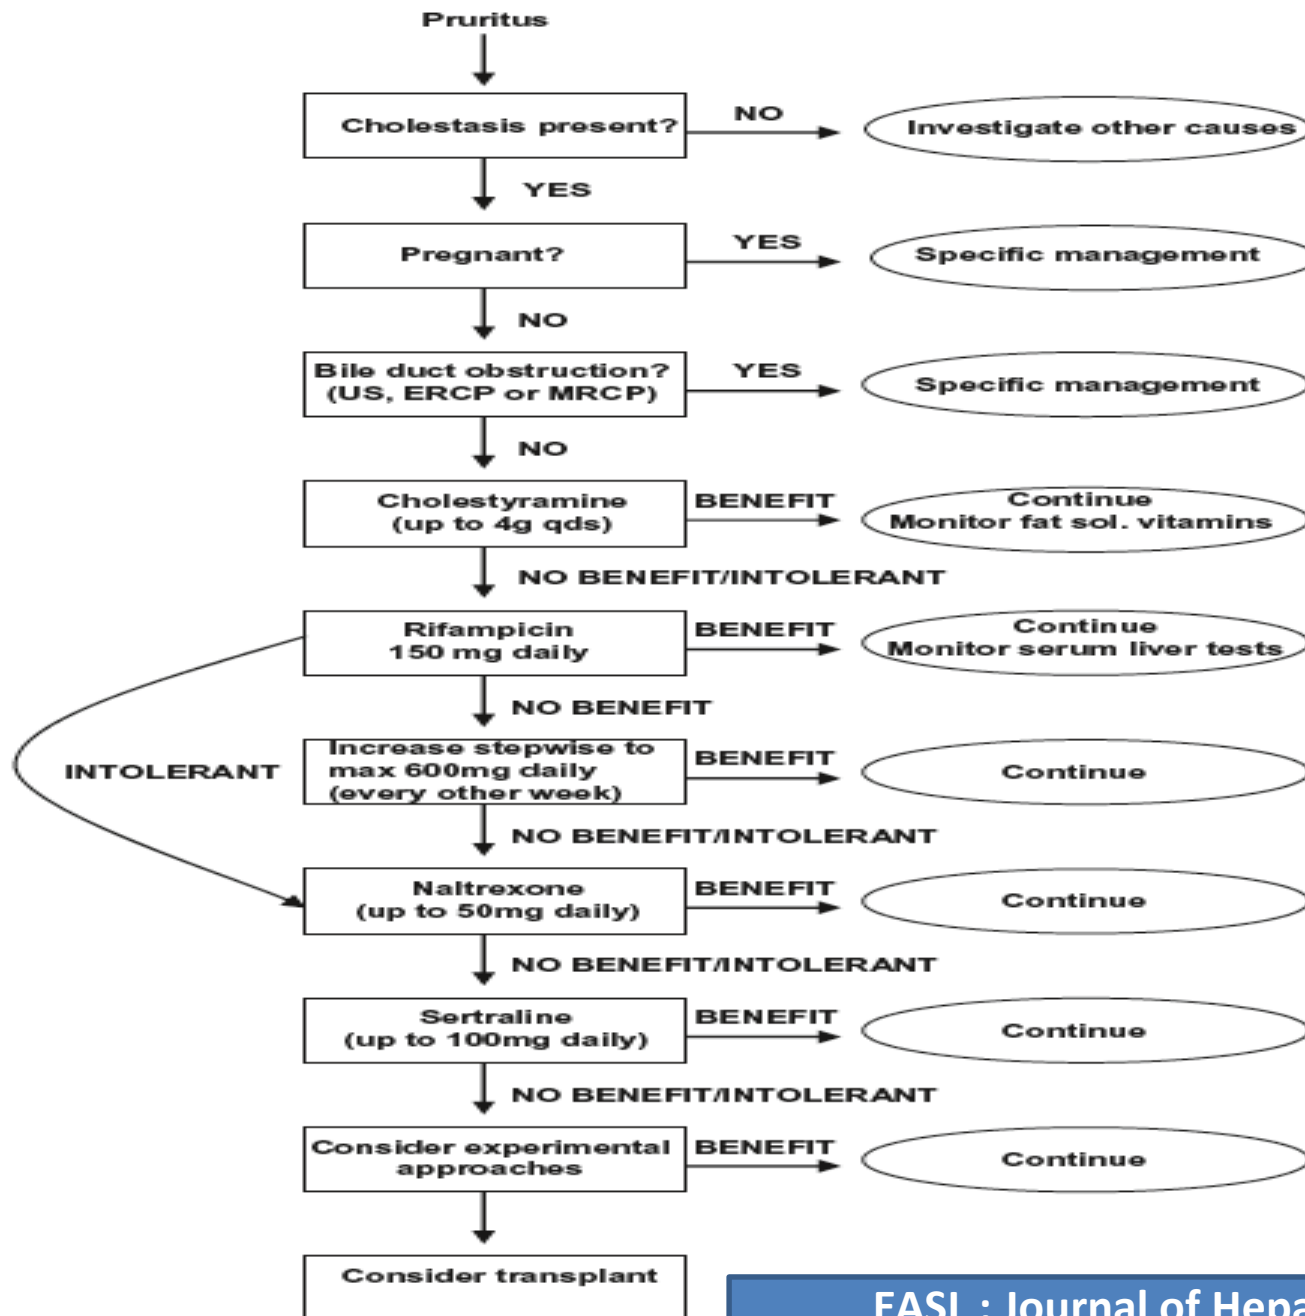 Pruritus
Cholestasis present?
NO
Investigate other causes
YES
Pregnant?
YES
Specific management
NO
Bile duct obstruction?
(US, ERCP or MRCP)
YES
Specific management
NO
Cholestyramine
(up to 4g qds)
BENEFIT
Continue
Monitor fat sol. vitamins
NO BENEFIT/INTOLERANT
Rifampicin
150 mg daily
BENEFIT
Continue
Monitor serum liver tests
NO BENEFIT
INTOLERANT
Increase stepwise to
max 600mg daily
(every other week)
BENEFIT
Continue
NO BENEFIT/INTOLERANT
Naltrexone
(up to 50mg daily)
BENEFIT
Continue
NO BENEFIT/INTOLERANT
Sertraline
(up to 100mg daily)
BENEFIT
Continue
NO BENEFIT/INTOLERANT
Consider experimental
approaches
BENEFIT
Continue
Consider transplant
EASL : Journal of